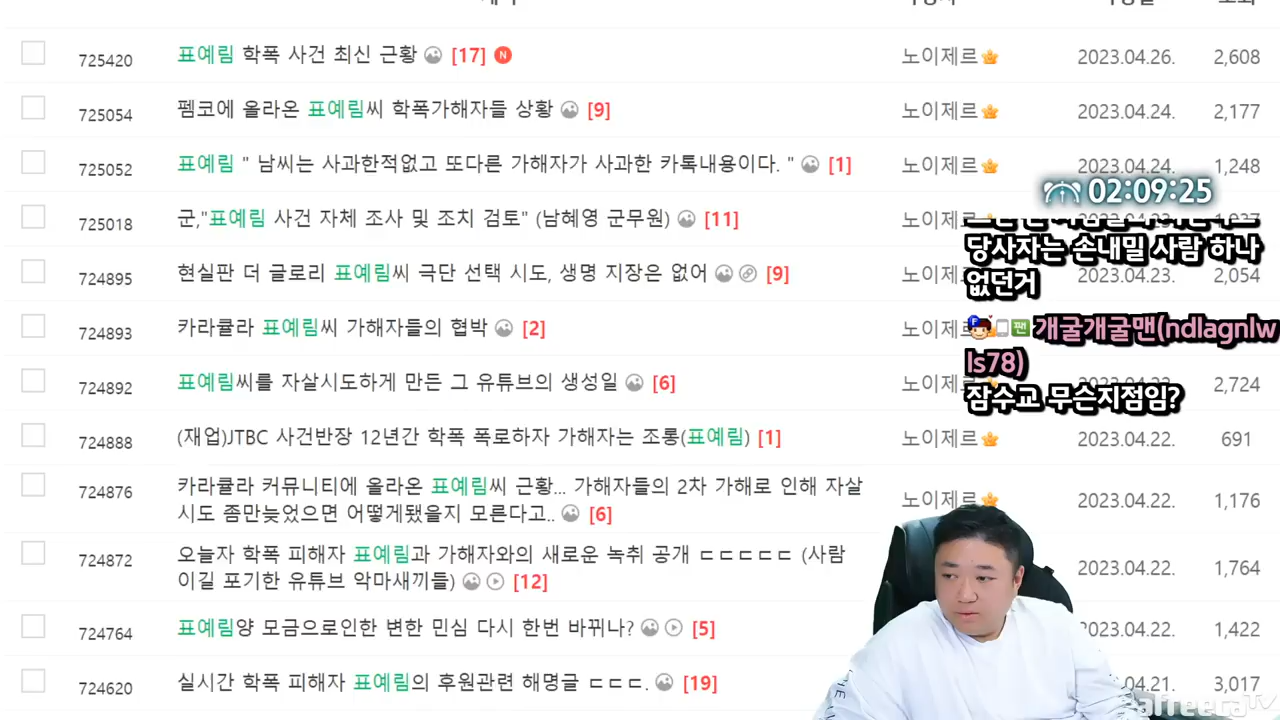 725420 표예림 학폭 사건 최신 근황 [17] N 노이제르 2023.04.26. 2,608
725054 펨코에 올라온 표예림씨 학폭가해자들 상황 [9] 노이제르 2023.04.24. 2,177
725052 표예림 " 남씨는 사과한적없고 또다른 가해자가 사과한 카톡내용이다. " [1] 노이제르 2023.04.24. 1,248
02:09:25
725018 군,"표예림 사건 자체 조사 및 조치 검토" (남혜영 군무원) [11] 노이제르
당사자는 손내밀 사람 하나
724895 현실판 더 글로리 표예림씨 극단 선택 시도, 생명 지장은 없어 [9] 노이제 2023.04.23. 2,054
없던거
724893 카라큘라 표예림씨 가해자들의 협박 [2] 노이제르
개굴개굴맨(ndlagnlw
ls78)
724892 표예림씨를 자살시도하게 만든 그 유튜브의 생성일 [6] 노이제르 2,724
잠수교 무슨지점임?
724888 (재업)JTBC 사건반장 12년간 학폭 폭로하자 가해자는 조롱(표예림) [1] 노이제르 2023.04.22. 691
724876 카라큘라 커뮤니티에 올라온 표예림씨 근황... 가해자들의 2차 가해로 인해 자살
시도 좀만늦었으면 어떻게됐을지 모른다고.. [6] 노이제르 2023.04.22. 1,176
724872 오늘자 학폭 피해자 표예림과 가해자와의 새로운 녹취 공개 ㄷㄷㄷㄷㄷ (사람
이길 포기한 유튜브 악마새끼들) [12] 2023.04.22. 1,764
724764 표예림양 모금으로인한 변한 민심 다시 한번 바뀌나? [5] 2023.04.22. 1,422
724620 실시간 학폭 피해자 표예림의 후원관련 해명글 ㄷㄷㄷ. [19] 04.21. 3,017
afreecaTV